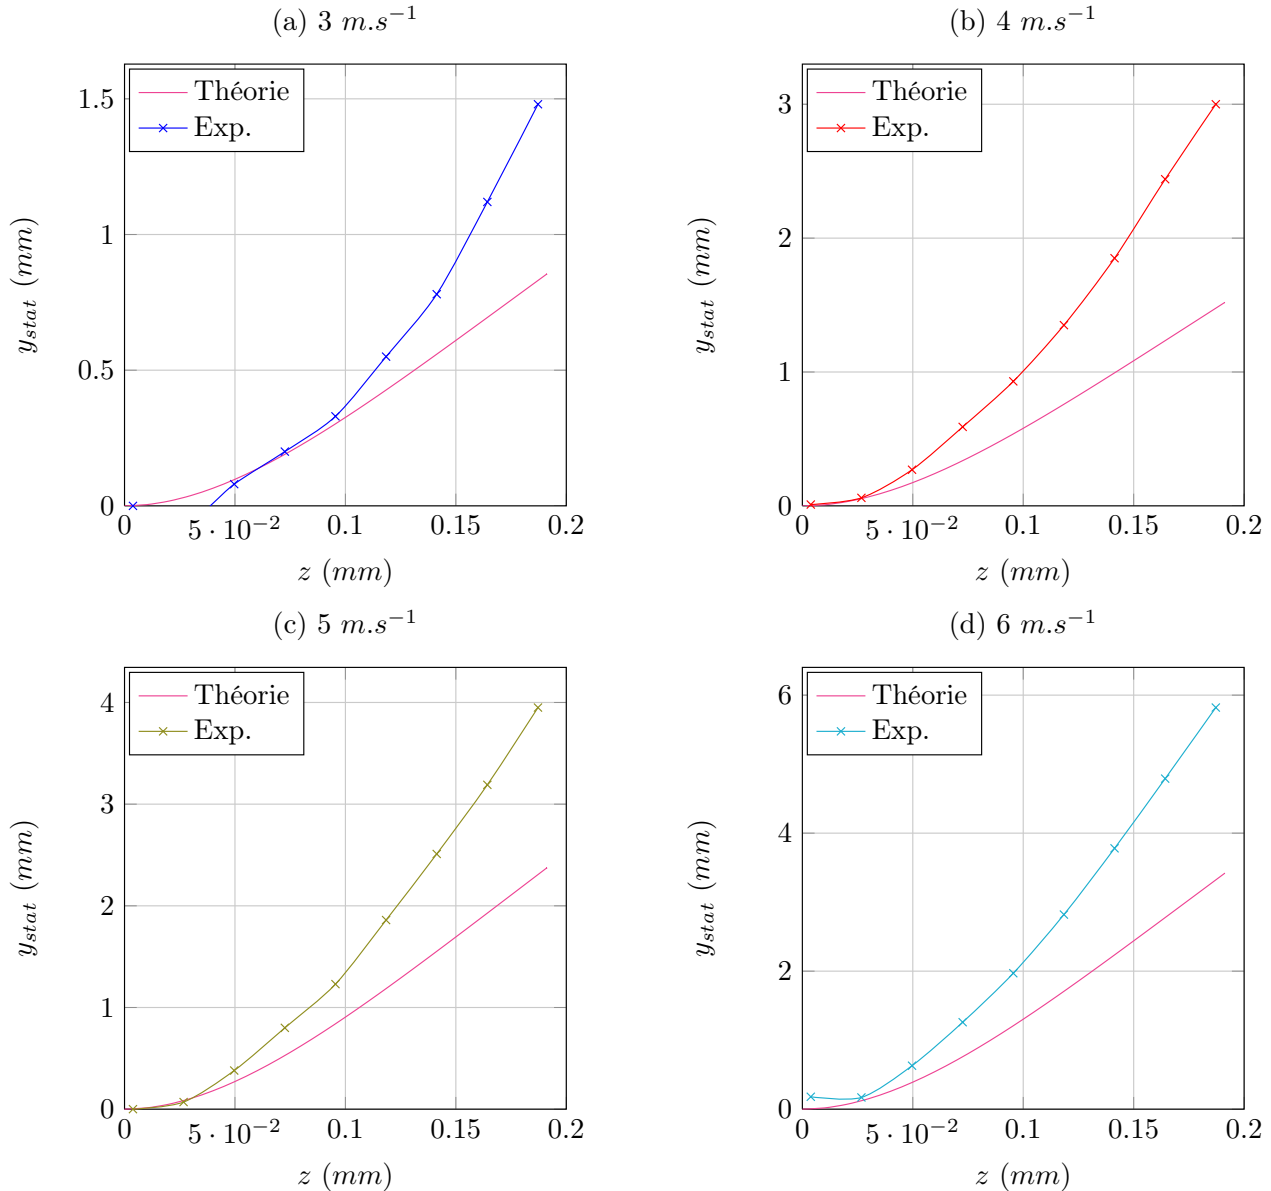 (a) 3 m.s⁻¹
Théorie
Exp.
1.5
1
0.5
0
0
5 · 10⁻²
0.1
0.15
0.2
y_stat (mm)
z (mm)
(b) 4 m.s⁻¹
Théorie
Exp.
3
2
1
0
0
5 · 10⁻²
0.1
0.15
0.2
y_stat (mm)
z (mm)
(c) 5 m.s⁻¹
Théorie
Exp.
4
3
2
1
0
0
5 · 10⁻²
0.1
0.15
0.2
y_stat (mm)
z (mm)
(d) 6 m.s⁻¹
Théorie
Exp.
6
4
2
0
0
5 · 10⁻²
0.1
0.15
0.2
y_stat (mm)
z (mm)